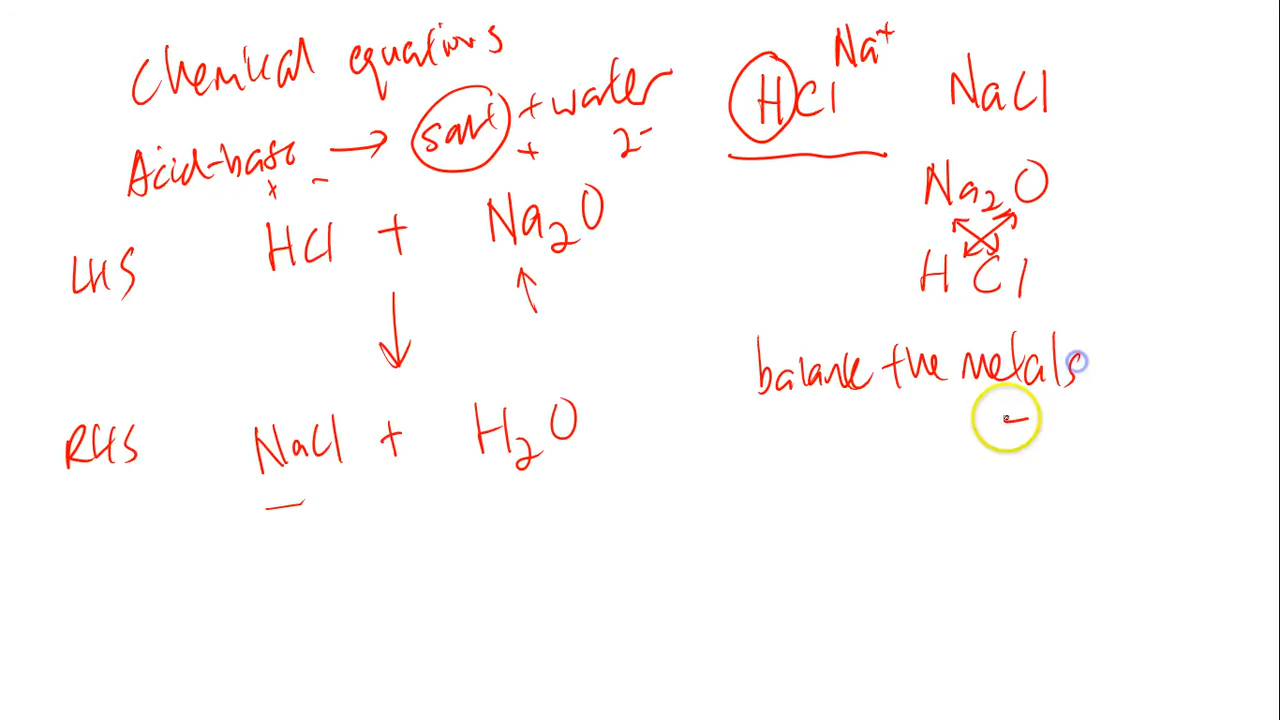 Chemical equations
Acid-base → salt + water
+ - + 2-
LHS HCl + Na₂O
RHS NaCl + H₂O
Na⁺
HCl NaCl
Na₂O
HCl
balance the metals